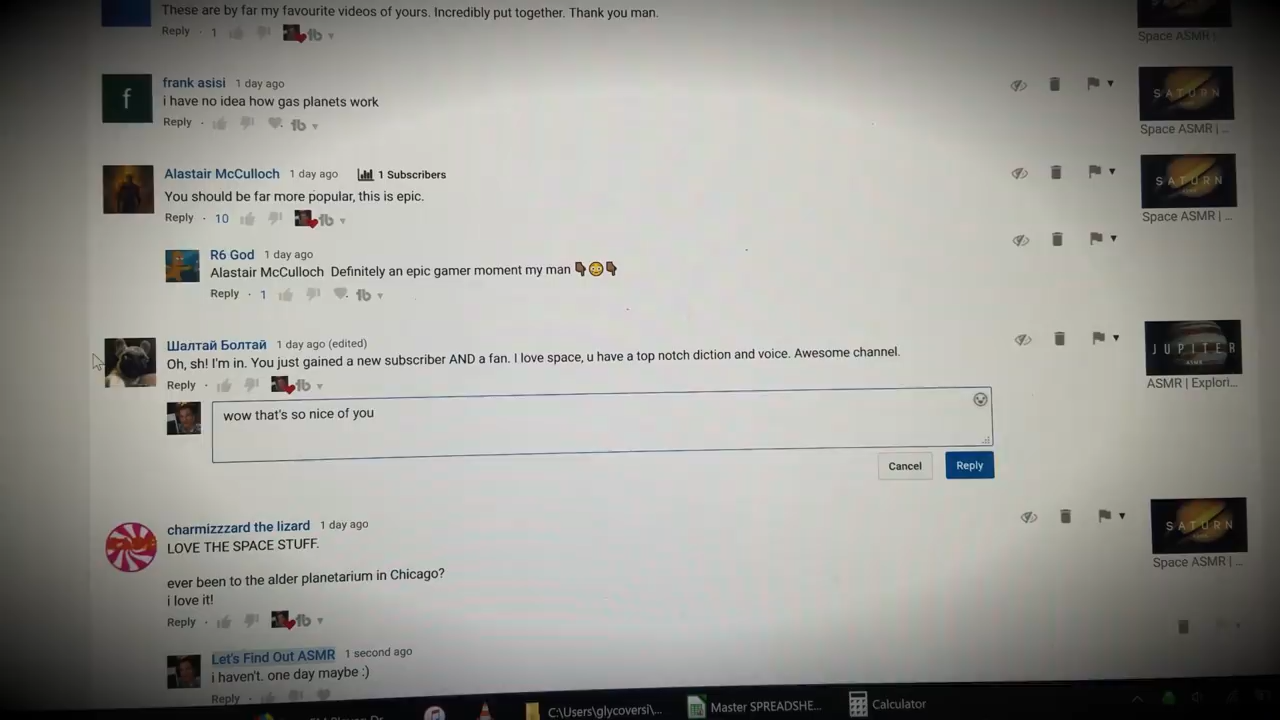 These are by far my favourite videos of yours. Incredibly put together. Thank you man.
Reply · 1
Space ASMR |
frank asisi 1 day ago
i have no idea how gas planets work
Reply ·
SATURN
Space ASMR | ...
Alastair McCulloch 1 day ago 1 Subscribers
You should be far more popular, this is epic.
Reply · 10
SATURN
Space ASMR | ...
R6 God 1 day ago
Alastair McCulloch Definitely an epic gamer moment my man 👇🏾😳👇🏾
Reply · 1
Шалтай Болтай 1 day ago (edited)
Oh, sh! I'm in. You just gained a new subscriber AND a fan. I love space, u have a top notch diction and voice. Awesome channel.
Reply ·
JUPITER
ASMR
ASMR | Explori...
wow that's so nice of you
Cancel Reply
charmizzzard the lizard 1 day ago
LOVE THE SPACE STUFF.
ever been to the alder planetarium in Chicago?
i love it!
Reply ·
SATURN
Space ASMR | ...
Let's Find Out ASMR 1 second ago
i haven't. one day maybe :)
Reply ·
C:\Users\glycoversi\... Master SPREADSHE... Calculator